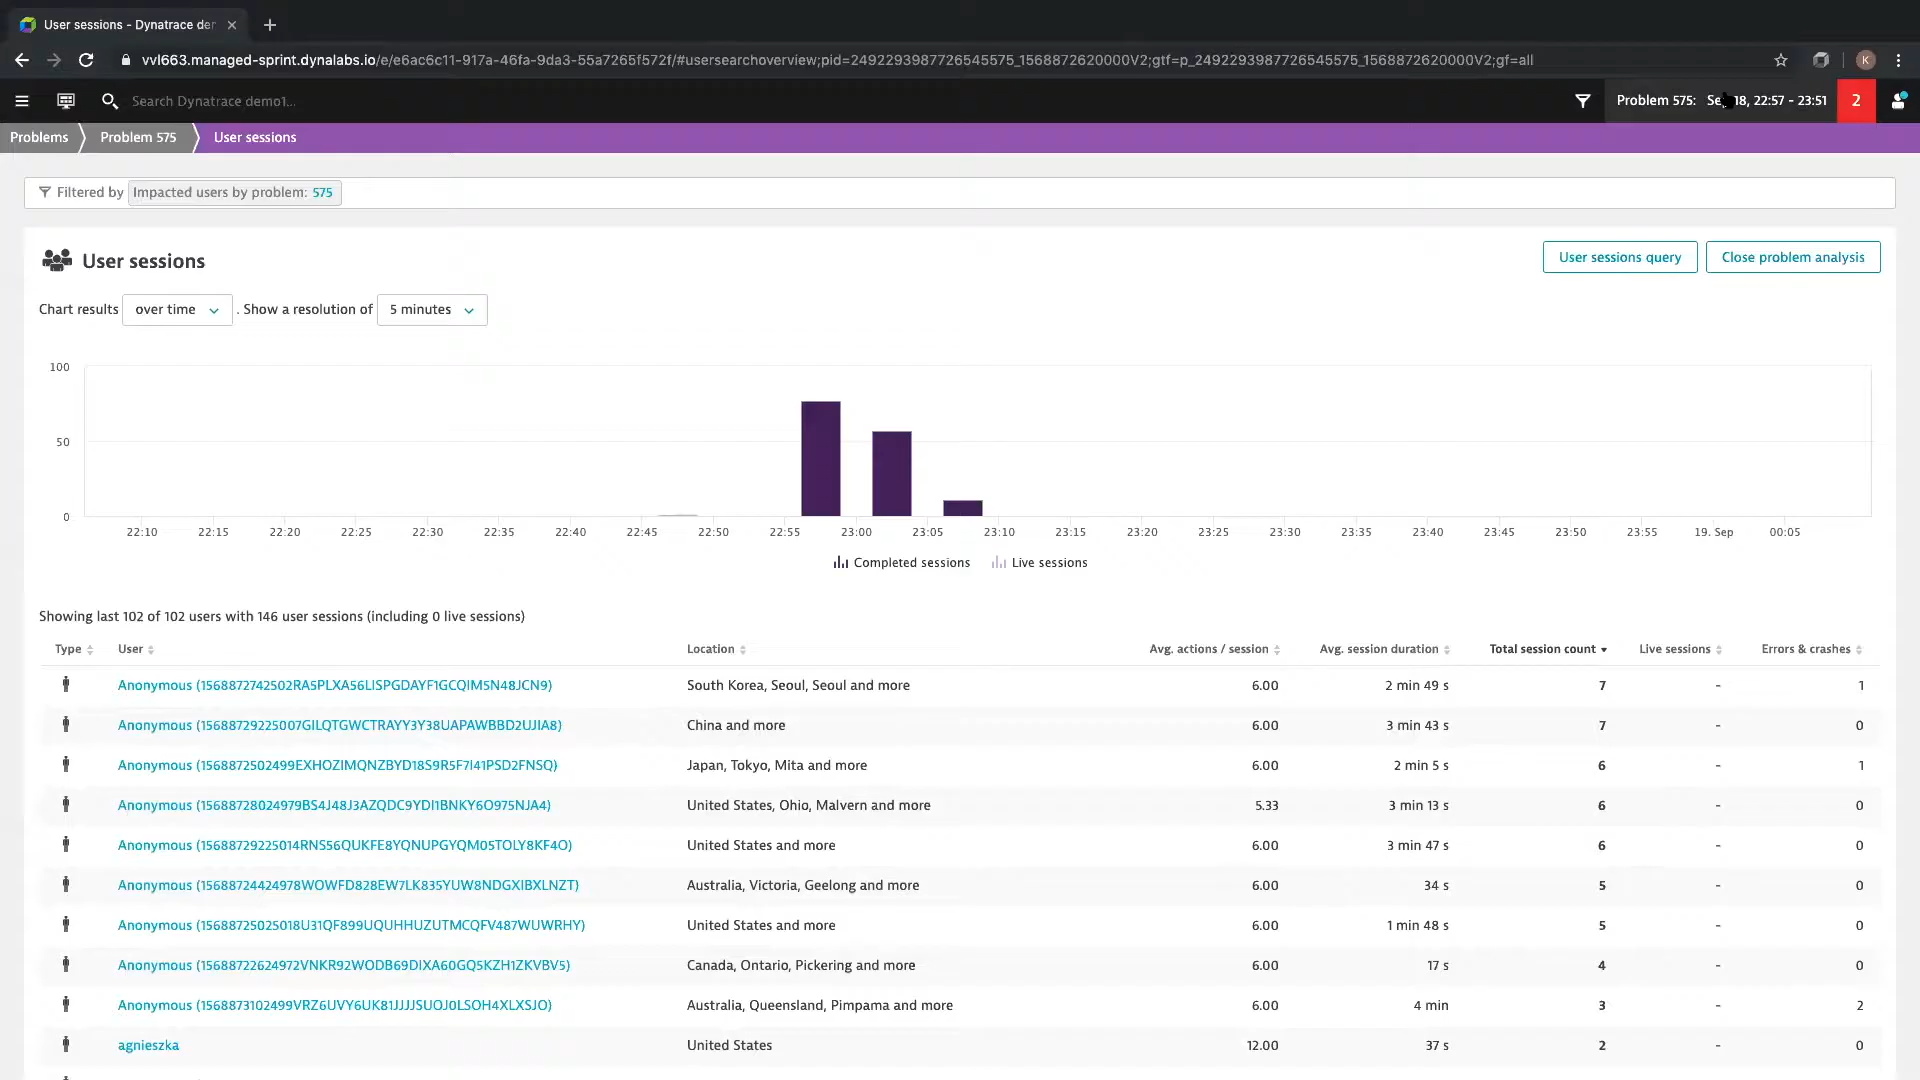 User sessions - Dynatrace der
vvl663.managed-sprint.dynalabs.io/e/e6ac6c11-917a-46fa-9da3-55a7265f572f/#usersearchoverview;pid=2492293987726545575_1568872620000V2;gtf=p_2492293987726545575_1568872620000V2;gf=all
K
Search Dynatrace demo1...
Problem 575: Se 18, 22:57 - 23:51
2
Problems
Problem 575
User sessions
Filtered by Impacted users by problem: 575
User sessions
User sessions query
Close problem analysis
Chart results over time . Show a resolution of 5 minutes
100
50
0
22:10 22:15 22:20 22:25 22:30 22:35 22:40 22:45 22:50 22:55 23:00 23:05 23:10 23:15 23:20 23:25 23:30 23:35 23:40 23:45 23:50 23:55 19. Sep 00:05
Completed sessions Live sessions
Showing last 102 of 102 users with 146 user sessions (including 0 live sessions)
Type User Location Avg. actions / session Avg. session duration Total session count Live sessions Errors & crashes
Anonymous (1568872742502RA5PLXA56LISPGDAYF1GCQIM5N48JCN9) South Korea, Seoul, Seoul and more 6.00 2 min 49 s 7 - 1
Anonymous (15688729225007GILQTGWCTRAYY3Y38UAPAWBBD2UJIA8) China and more 6.00 3 min 43 s 7 - 0
Anonymous (1568872502499EXHOZIMQNZBYD18S9R5F7I41PSD2FNSQ) Japan, Tokyo, Mita and more 6.00 2 min 5 s 6 - 1
Anonymous (15688728024979BS4J48J3AZQDC9YDI1BNKY6O975NJA4) United States, Ohio, Malvern and more 5.33 3 min 13 s 6 - 0
Anonymous (15688729225014RNS56QUKFE8YQNUPGYQM05TOLY8KF4O) United States and more 6.00 3 min 47 s 6 - 0
Anonymous (15688724424978WOWFD828EW7LK835YUW8NDGXIBXLNZT) Australia, Victoria, Geelong and more 6.00 34 s 5 - 0
Anonymous (15688725025018U31QF899UQUHHUZUTMCQFV487WUWRHY) United States and more 6.00 1 min 48 s 5 - 0
Anonymous (15688722624972VNKR92WODB69DIXA60GQ5KZH1ZKVBV5) Canada, Ontario, Pickering and more 6.00 17 s 4 - 0
Anonymous (1568873102499VRZ6UVY6UK81JJJJSUOJ0LSOH4XLXSJO) Australia, Queensland, Pimpama and more 6.00 4 min 3 - 2
agnieszka United States 12.00 37 s 2 - 0